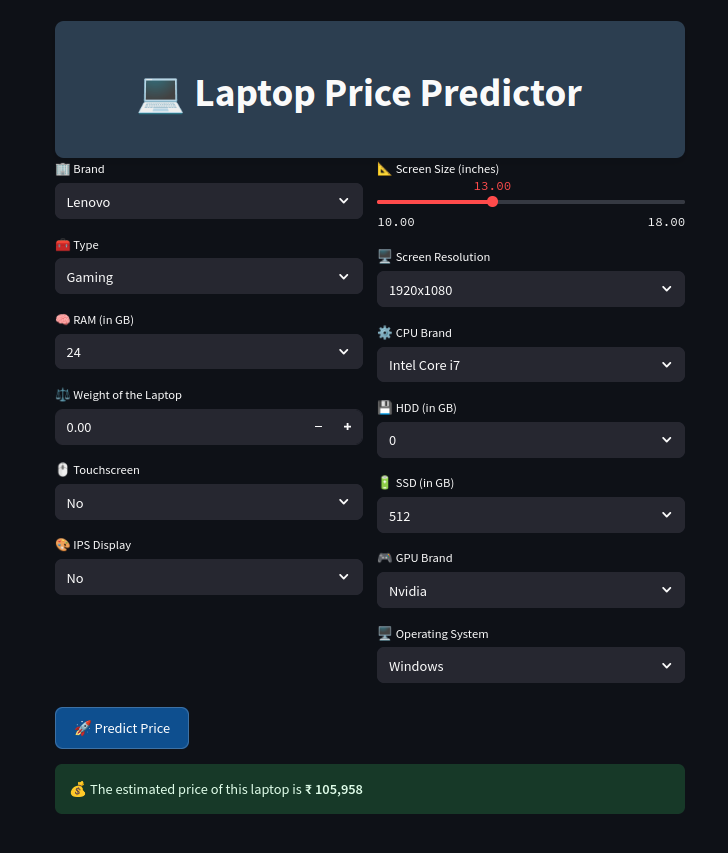 💻 Laptop Price Predictor
🏢 Brand
Lenovo
🧰 Type
Gaming
🧠 RAM (in GB)
24
⚖️ Weight of the Laptop
0.00
− +
🖱️ Touchscreen
No
🎨 IPS Display
No
📐 Screen Size (inches)
13.00
10.00 18.00
🖥️ Screen Resolution
1920x1080
⚙️ CPU Brand
Intel Core i7
💾 HDD (in GB)
0
🔋 SSD (in GB)
512
🎮 GPU Brand
Nvidia
🖥️ Operating System
Windows
🚀 Predict Price
💰 The estimated price of this laptop is ₹ 105,958